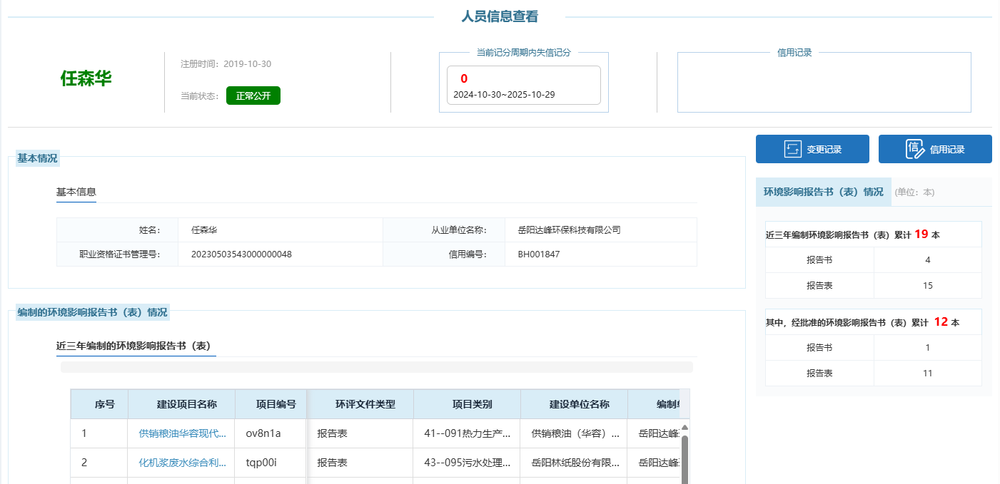 人员信息查看
任森华
注册时间：2019-10-30
当前状态：
正常公开
当前记分周期内失信记分
0
2024-10-30~2025-10-29
信用记录
变更记录
信用记录
基本情况
基本信息
姓名：
任森华
从业单位名称：
岳阳达峰环保科技有限公司
职业资格证书管理号：
20230503543000000048
信用编号：
BH001847
环境影响报告书（表）情况
(单位：本)
近三年编制环境影响报告书（表）累计 19 本
报告书
4
报告表
15
其中，经批准的环境影响报告书（表）累计 12 本
报告书
1
报告表
11
编制的环境影响报告书（表）情况
近三年编制的环境影响报告书（表）
序号
建设项目名称
项目编号
环评文件类型
项目类别
建设单位名称
编制
1
供销粮油华容现代...
ov8n1a
报告表
41--091热力生产...
供销粮油（华容）...
岳阳达峰
2
化机浆废水综合利...
tqp00i
报告表
43--095污水处理...
岳阳林纸股份有限...
岳阳达峰